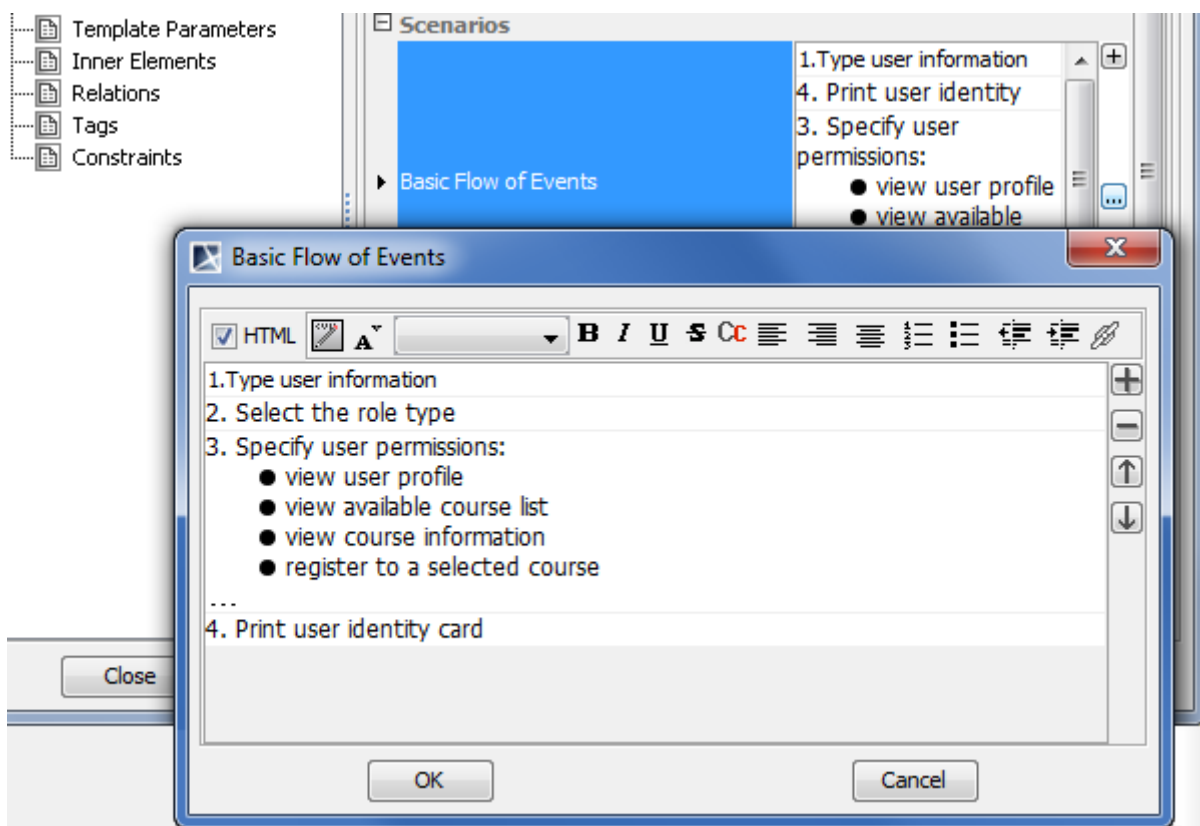 Template Parameters
Inner Elements
Relations
Tags
Constraints
Scenarios
Basic Flow of Events
1.Type user information
4. Print user identity
3. Specify user
permissions:
● view user profile
● view available
...
Basic Flow of Events
HTML A B I U S Cc
1.Type user information
2. Select the role type
3. Specify user permissions:
● view user profile
● view available course list
● view course information
● register to a selected course
...
4. Print user identity card
Close
OK
Cancel